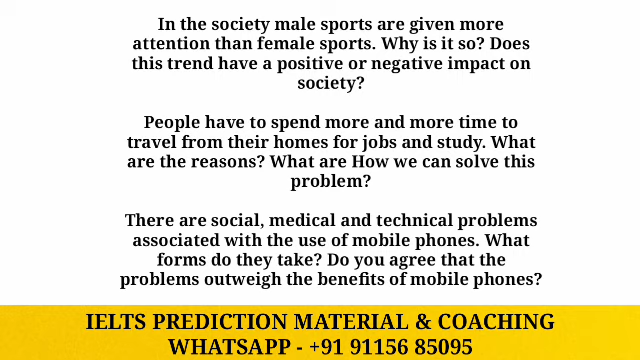 In the society male sports are given more
attention than female sports. Why is it so? Does
this trend have a positive or negative impact on
society?
People have to spend more and more time to
travel from their homes for jobs and study. What
are the reasons? What are How we can solve this
problem?
There are social, medical and technical problems
associated with the use of mobile phones. What
forms do they take? Do you agree that the
problems outweigh the benefits of mobile phones?
IELTS PREDICTION MATERIAL & COACHING
WHATSAPP - +91 91156 85095